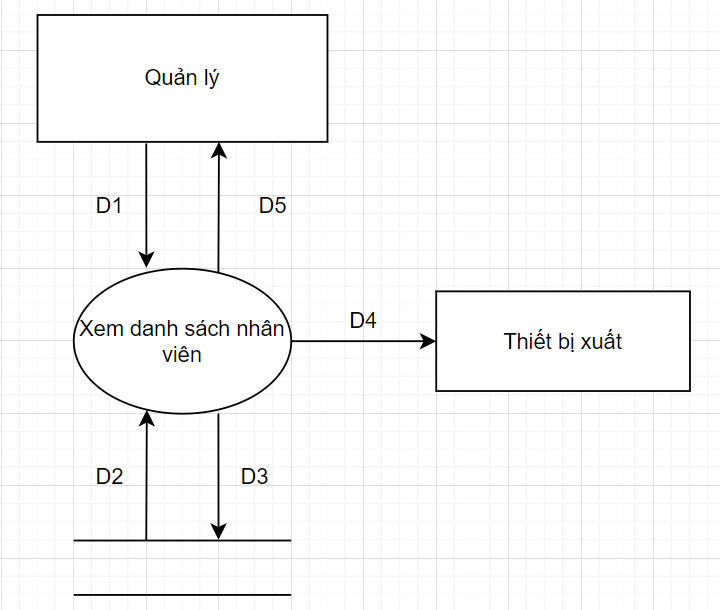 Quản lý
D1
D5
Xem danh sách nhân
viên
D4
Thiết bị xuất
D2
D3